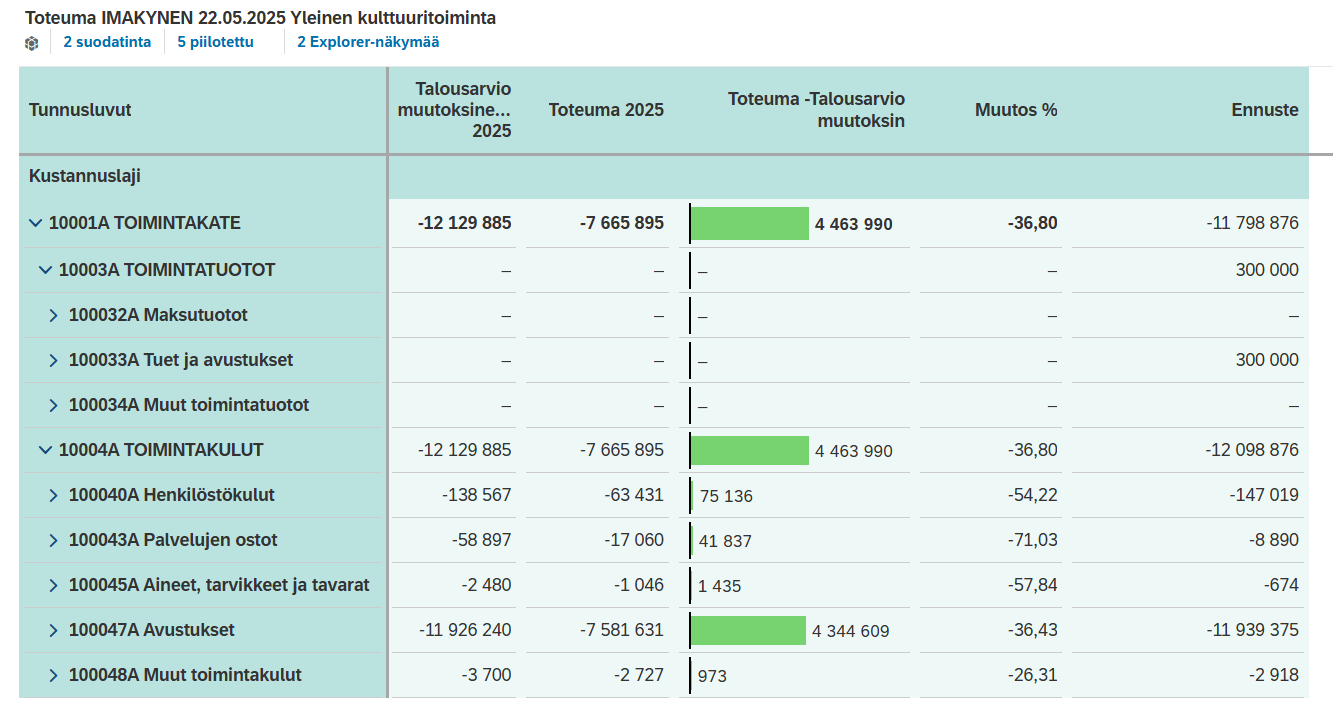 Toteuma IMAKYNEN 22.05.2025 Yleinen kulttuuritoiminta
2 suodatinta 5 piilotettu 2 Explorer-näkymää
Tunnusluvut Talousarvio muutoksine... 2025 Toteuma 2025 Toteuma -Talousarvio muutoksin Muutos % Ennuste
Kustannuslaji
10001A TOIMINTAKATE -12 129 885 -7 665 895 4 463 990 -36,80 -11 798 876
10003A TOIMINTATUOTOT – – – – 300 000
100032A Maksutuotot – – – – –
100033A Tuet ja avustukset – – – – 300 000
100034A Muut toimintatuotot – – – – –
10004A TOIMINTAKULUT -12 129 885 -7 665 895 4 463 990 -36,80 -12 098 876
100040A Henkilöstökulut -138 567 -63 431 75 136 -54,22 -147 019
100043A Palvelujen ostot -58 897 -17 060 41 837 -71,03 -8 890
100045A Aineet, tarvikkeet ja tavarat -2 480 -1 046 1 435 -57,84 -674
100047A Avustukset -11 926 240 -7 581 631 4 344 609 -36,43 -11 939 375
100048A Muut toimintakulut -3 700 -2 727 973 -26,31 -2 918